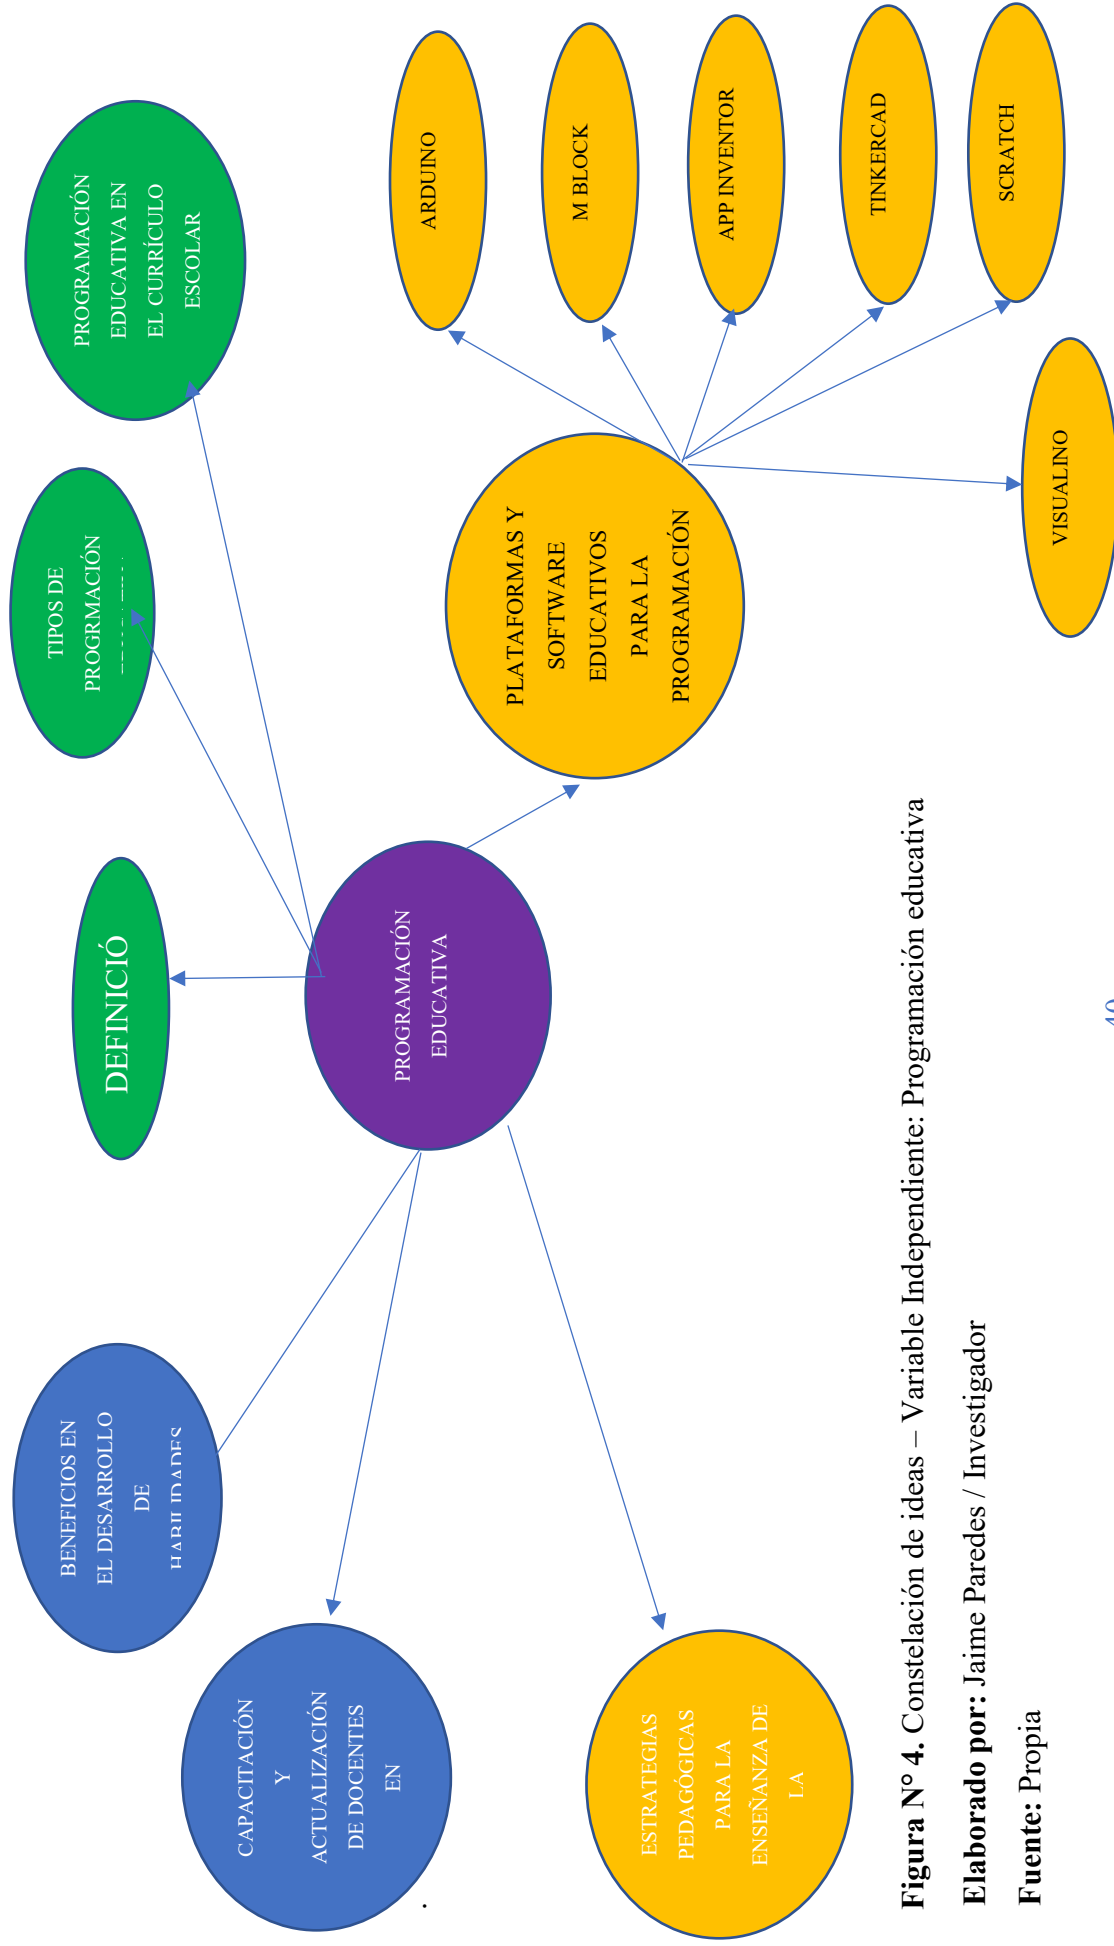 BENEFICIOS EN
EL DESARROLLO
DE
HABILIDADES
DEFINICIÓ
TIPOS DE
PROGRMACIÓN
PROGRAMACIÓN
EDUCATIVA EN
EL CURRÍCULO
ESCOLAR
CAPACITACIÓN
Y
ACTUALIZACIÓN
DE DOCENTES
EN
PROGRAMACIÓN
EDUCATIVA
ARDUINO
M BLOCK
APP INVENTOR
TINKERCAD
SCRATCH
PLATAFORMAS Y
SOFTWARE
EDUCATIVOS
PARA LA
PROGRAMACIÓN
ESTRATEGIAS
PEDAGÓGICAS
PARA LA
ENSEÑANZA DE
LA
VISUALINO
.
Figura N° 4. Constelación de ideas – Variable Independiente: Programación educativa
Elaborado por: Jaime Paredes / Investigador
Fuente: Propia